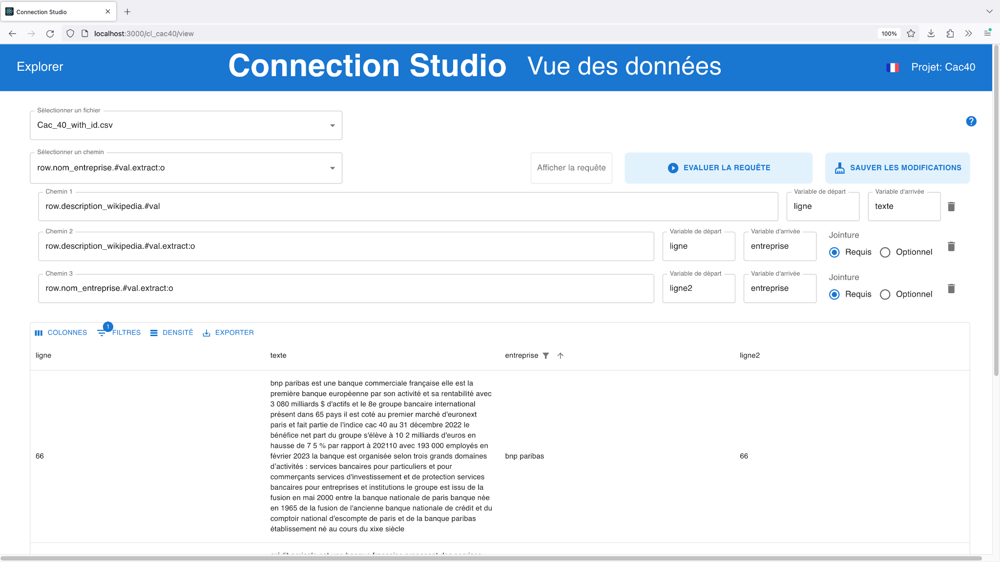 Connection Studio
localhost:3000/cl_cac40/view
100%
Explorer
Connection Studio Vue des données
Projet: Cac40
Sélectionner un fichier
Cac_40_with_id.csv
?
Sélectionner un chemin
row.nom_entreprise.#val.extract:o
Afficher la requête
EVALUER LA REQUÊTE
SAUVER LES MODIFICATIONS
Chemin 1
row.description_wikipedia.#val
Variable de départ
ligne
Variable d'arrivée
texte
Chemin 2
row.description_wikipedia.#val.extract:o
Variable de départ
ligne
Variable d'arrivée
entreprise
Jointure
Requis Optionnel
Chemin 3
row.nom_entreprise.#val.extract:o
Variable de départ
ligne2
Variable d'arrivée
entreprise
Jointure
Requis Optionnel
COLONNES 1 FILTRES DENSITÉ EXPORTER
ligne texte entreprise ligne2
66
bnp paribas est une banque commerciale française elle est la
première banque européenne par son activité et sa rentabilité avec
3 080 milliards $ d'actifs et le 8e groupe bancaire international
présent dans 65 pays il est coté au premier marché d'euronext
paris et fait partie de l'indice cac 40 au 31 décembre 2022 le
bénéfice net part du groupe s'élève à 10 2 milliards d'euros en
hausse de 7 5 % par rapport à 202110 avec 193 000 employés en
février 2023 la banque est organisée selon trois grands domaines
d'activités : services bancaires pour particuliers et pour
commerçants services d'investissement et de protection services
bancaires pour entreprises et institutions le groupe est issu de la
fusion en mai 2000 entre la banque nationale de paris banque née
en 1965 de la fusion de l'ancienne banque nationale de crédit et du
comptoir national d'escompte de paris et de la banque paribas
établissement né au cours du xixe siècle
bnp paribas
66